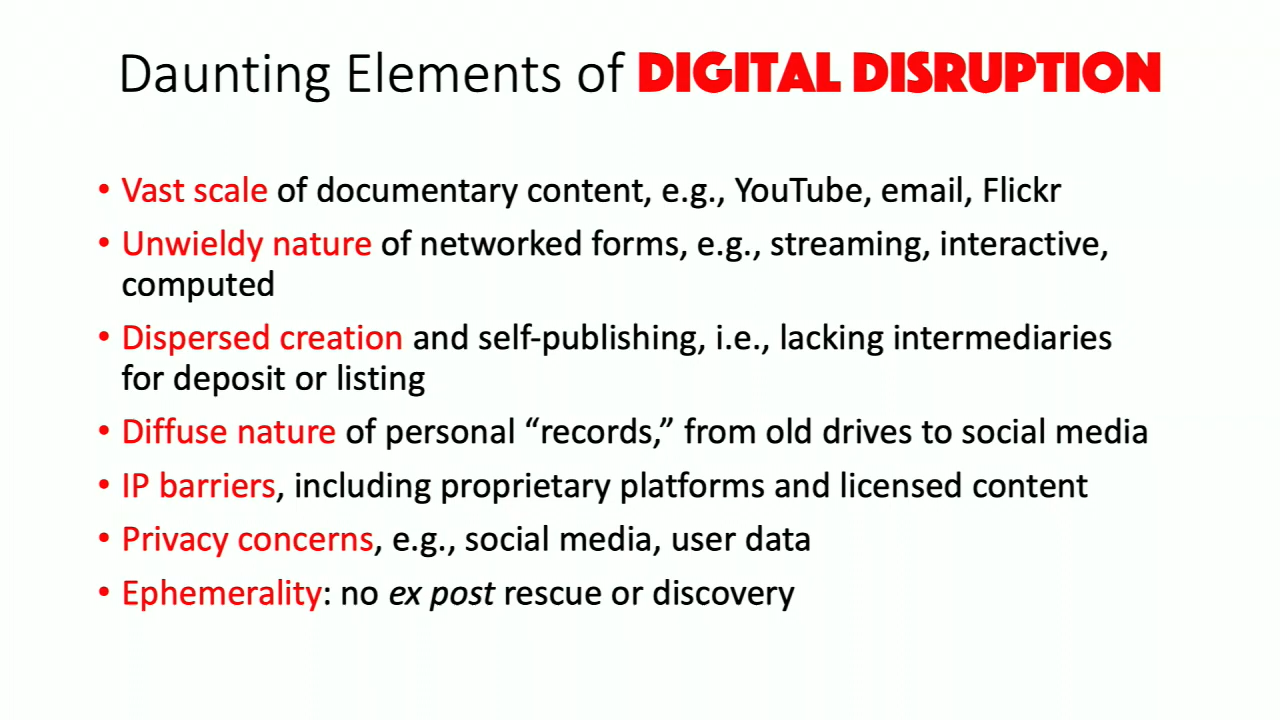 Daunting Elements of DIGITAL DISRUPTION
• Vast scale of documentary content, e.g., YouTube, email, Flickr
• Unwieldy nature of networked forms, e.g., streaming, interactive,
computed
• Dispersed creation and self-publishing, i.e., lacking intermediaries
for deposit or listing
• Diffuse nature of personal “records,” from old drives to social media
• IP barriers, including proprietary platforms and licensed content
• Privacy concerns, e.g., social media, user data
• Ephemerality: no ex post rescue or discovery